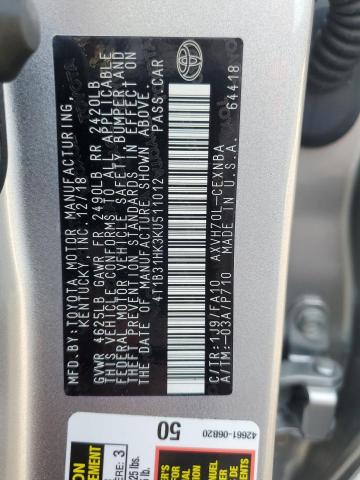 MFD. BY:TOYOTA MOTOR MANUFACTURING.
KENTUCKY, INC. 12/18
GVWR 4625LB GAWR FR 2490LB RR 2420LB
THIS VEHICLE CONFORMS TO ALL APPLICABLE
FEDERAL MOTOR VEHICLE SAFETY, BUMPER, AND
THEFT PREVENTION STANDARDS IN EFFECT ON
THE DATE OF MANUFACTURE SHOWN ABOVE.
4T1B31HK3KU511012 PASS.CAR
C/TR:1J9/FA10 AXVH70L-CEXNBA
A/TM:-03A/P710 MADE IN U.S.A.
64418
50
42661-06B20